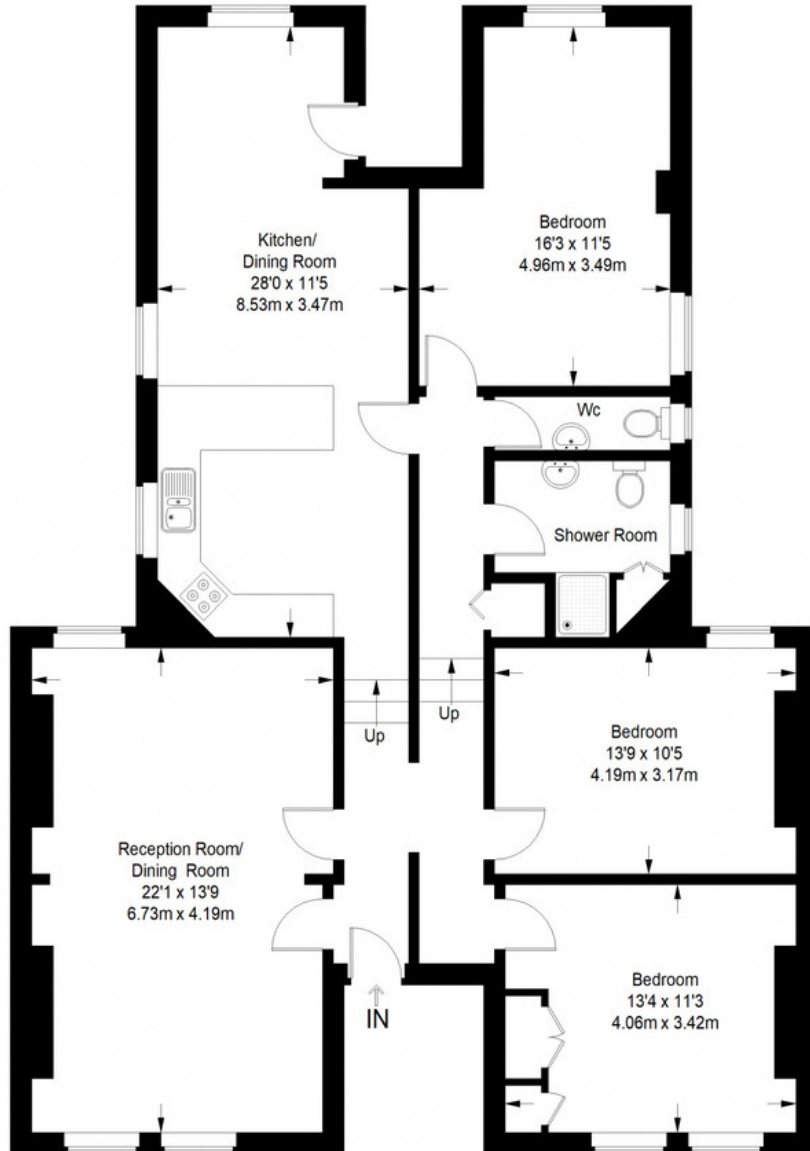 Kitchen/
Dining Room
28'0 x 11'5
8.53m x 3.47m
Bedroom
16'3 x 11'5
4.96m x 3.49m
Wc
Shower Room
Up
Up
Bedroom
13'9 x 10'5
4.19m x 3.17m
Reception Room/
Dining Room
22'1 x 13'9
6.73m x 4.19m
Bedroom
13'4 x 11'3
4.06m x 3.42m
IN